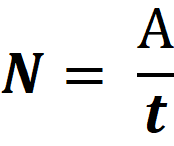 N = A/t